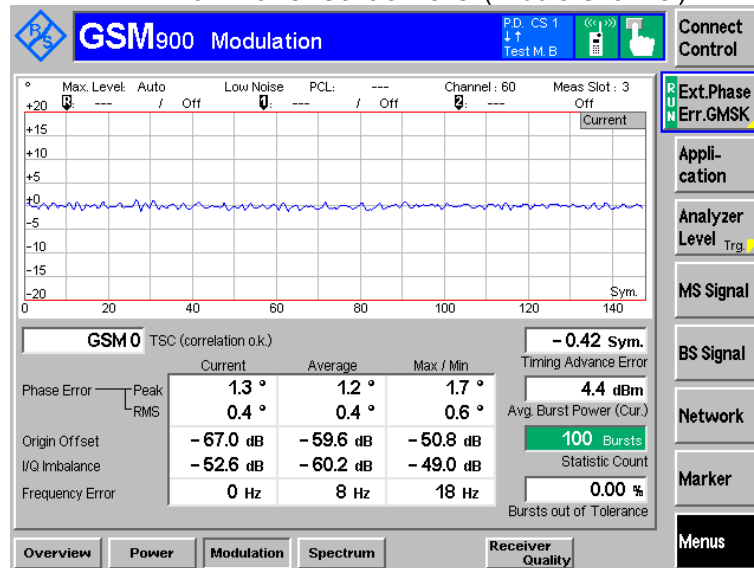 R&S
GSM900 Modulation
P.D. CS 1
Test M. B
Connect Control
° Max. Level: Auto Low Noise PCL: --- Channel : 60 Meas Slot : 3
R: --- / Off 1: --- / Off 2: --- Off
Current
+20
+15
+10
+5
±0
-5
-10
-15
-20
Sym.
0 20 40 60 80 100 120 140
GSM 0 TSC (correlation o.k.)
Current Average Max / Min
Phase Error Peak 1.3 ° 1.2 ° 1.7 °
RMS 0.4 ° 0.4 ° 0.6 °
Origin Offset - 67.0 dB - 59.6 dB - 50.8 dB
I/Q Imbalance - 52.6 dB - 60.2 dB - 49.0 dB
Frequency Error 0 Hz 8 Hz 18 Hz
- 0.42 Sym.
Timing Advance Error
4.4 dBm
Avg. Burst Power (Cur.)
100 Bursts
Statistic Count
0.00 %
Bursts out of Tolerance
RUN
Ext.Phase
Err.GMSK
Appli-
cation
Analyzer
Level Trg.
MS Signal
BS Signal
Network
Marker
Menus
Overview Power Modulation Spectrum Receiver
Quality